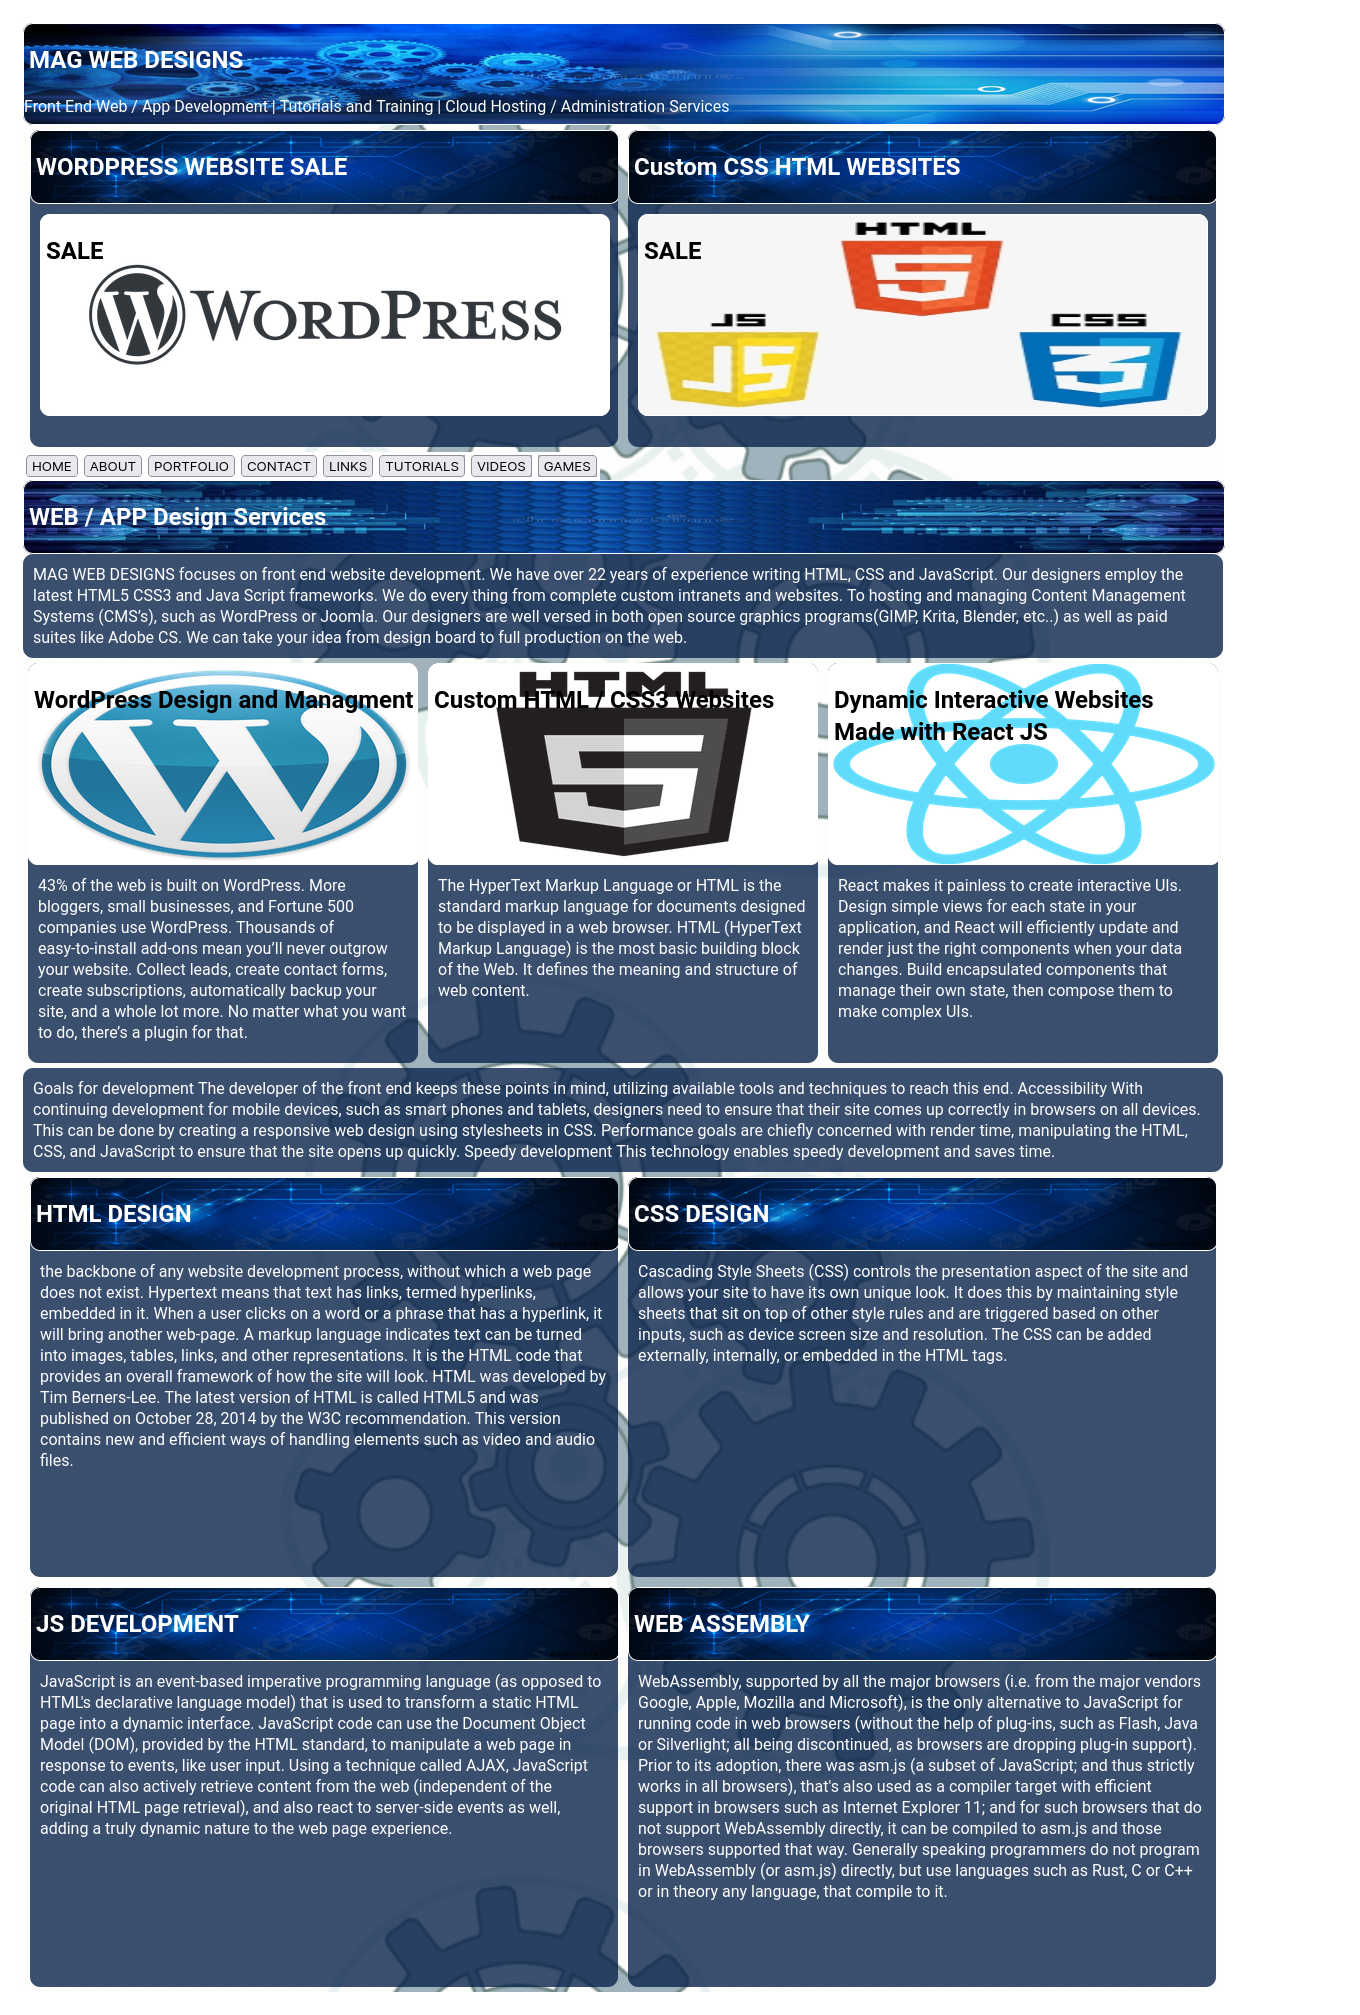 MAG WEB DESIGNS
Front End Web / App Development | Tutorials and Training | Cloud Hosting / Administration Services
WORDPRESS WEBSITE SALE
SALE
WORDPRESS
Custom CSS HTML WEBSITES
SALE
HTML
5
JS
JS
CSS
3
HOME ABOUT PORTFOLIO CONTACT LINKS TUTORIALS VIDEOS GAMES
WEB / APP Design Services
MAG WEB DESIGNS focuses on front end website development. We have over 22 years of experience writing HTML, CSS and JavaScript. Our designers employ the
latest HTML5 CSS3 and Java Script frameworks. We do every thing from complete custom intranets and websites. To hosting and managing Content Management
Systems (CMS's), such as WordPress or Joomla. Our designers are well versed in both open source graphics programs(GIMP, Krita, Blender, etc..) as well as paid
suites like Adobe CS. We can take your idea from design board to full production on the web.
WordPress Design and Managment
W
43% of the web is built on WordPress. More
bloggers, small businesses, and Fortune 500
companies use WordPress. Thousands of
easy-to-install add-ons mean you’ll never outgrow
your website. Collect leads, create contact forms,
create subscriptions, automatically backup your
site, and a whole lot more. No matter what you want
to do, there’s a plugin for that.
HTML
Custom HTML / CSS3 Websites
5
The HyperText Markup Language or HTML is the
standard markup language for documents designed
to be displayed in a web browser. HTML (HyperText
Markup Language) is the most basic building block
of the Web. It defines the meaning and structure of
web content.
Dynamic Interactive Websites
Made with React JS
React makes it painless to create interactive UIs.
Design simple views for each state in your
application, and React will efficiently update and
render just the right components when your data
changes. Build encapsulated components that
manage their own state, then compose them to
make complex UIs.
Goals for development The developer of the front end keeps these points in mind, utilizing available tools and techniques to reach this end. Accessibility With
continuing development for mobile devices, such as smart phones and tablets, designers need to ensure that their site comes up correctly in browsers on all devices.
This can be done by creating a responsive web design using stylesheets in CSS. Performance goals are chiefly concerned with render time, manipulating the HTML,
CSS, and JavaScript to ensure that the site opens up quickly. Speedy development This technology enables speedy development and saves time.
HTML DESIGN
the backbone of any website development process, without which a web page
does not exist. Hypertext means that text has links, termed hyperlinks,
embedded in it. When a user clicks on a word or a phrase that has a hyperlink, it
will bring another web-page. A markup language indicates text can be turned
into images, tables, links, and other representations. It is the HTML code that
provides an overall framework of how the site will look. HTML was developed by
Tim Berners-Lee. The latest version of HTML is called HTML5 and was
published on October 28, 2014 by the W3C recommendation. This version
contains new and efficient ways of handling elements such as video and audio
files.
CSS DESIGN
Cascading Style Sheets (CSS) controls the presentation aspect of the site and
allows your site to have its own unique look. It does this by maintaining style
sheets that sit on top of other style rules and are triggered based on other
inputs, such as device screen size and resolution. The CSS can be added
externally, internally, or embedded in the HTML tags.
JS DEVELOPMENT
JavaScript is an event-based imperative programming language (as opposed to
HTML's declarative language model) that is used to transform a static HTML
page into a dynamic interface. JavaScript code can use the Document Object
Model (DOM), provided by the HTML standard, to manipulate a web page in
response to events, like user input. Using a technique called AJAX, JavaScript
code can also actively retrieve content from the web (independent of the
original HTML page retrieval), and also react to server-side events as well,
adding a truly dynamic nature to the web page experience.
WEB ASSEMBLY
WebAssembly, supported by all the major browsers (i.e. from the major vendors
Google, Apple, Mozilla and Microsoft), is the only alternative to JavaScript for
running code in web browsers (without the help of plug-ins, such as Flash, Java
or Silverlight; all being discontinued, as browsers are dropping plug-in support).
Prior to its adoption, there was asm.js (a subset of JavaScript; and thus strictly
works in all browsers), that's also used as a compiler target with efficient
support in browsers such as Internet Explorer 11; and for such browsers that do
not support WebAssembly directly, it can be compiled to asm.js and those
browsers supported that way. Generally speaking programmers do not program
in WebAssembly (or asm.js) directly, but use languages such as Rust, C or C++
or in theory any language, that compile to it.